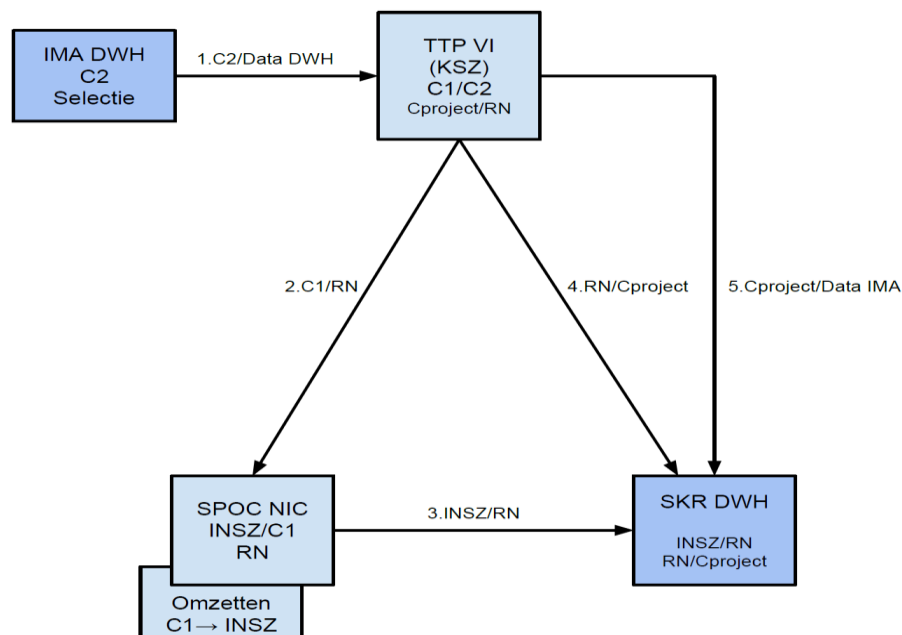 IMA DWH
C2
Selectie
1.C2/Data DWH
TTP VI
(KSZ)
C1/C2
Cproject/RN
2.C1/RN
4.RN/Cproject
5.Cproject/Data IMA
SPOC NIC
INSZ/C1
RN
3.INSZ/RN
SKR DWH
INSZ/RN
RN/Cproject
Omzetten
C1→ INSZ